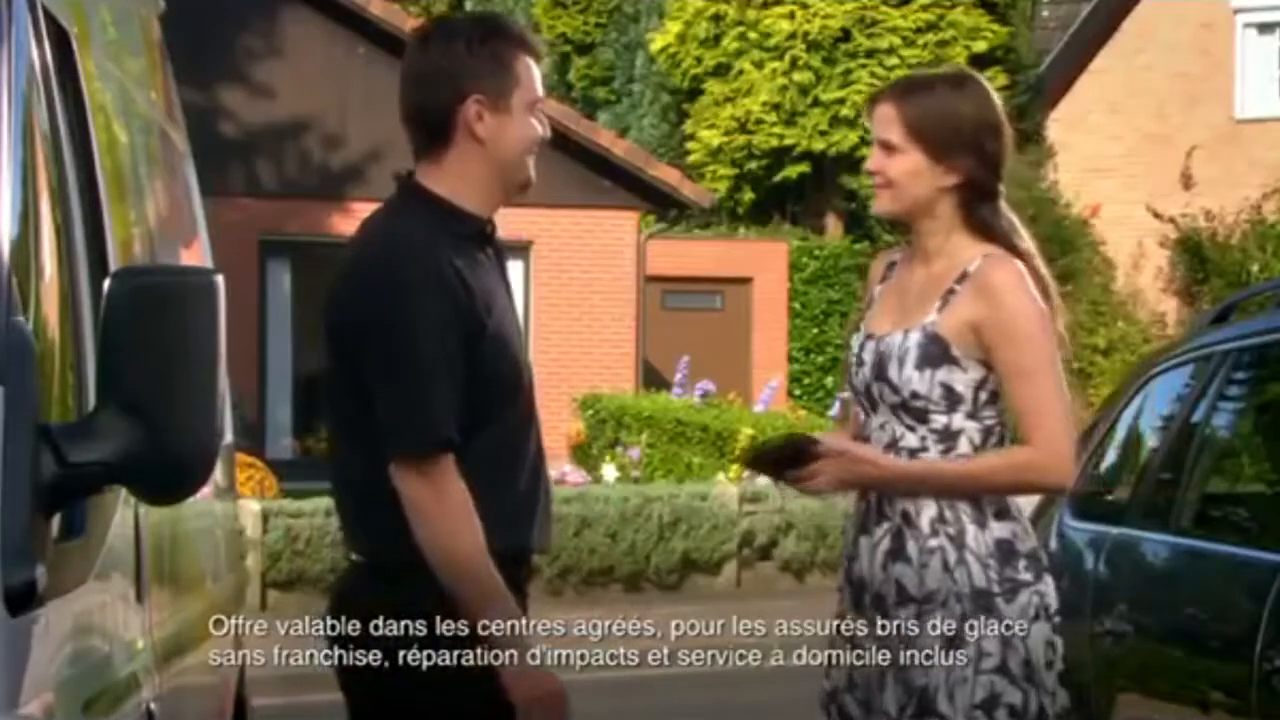 Offre valable dans les centres agréés, pour les assurés bris de glace
sans franchise, réparation d'impacts et service à domicile inclus